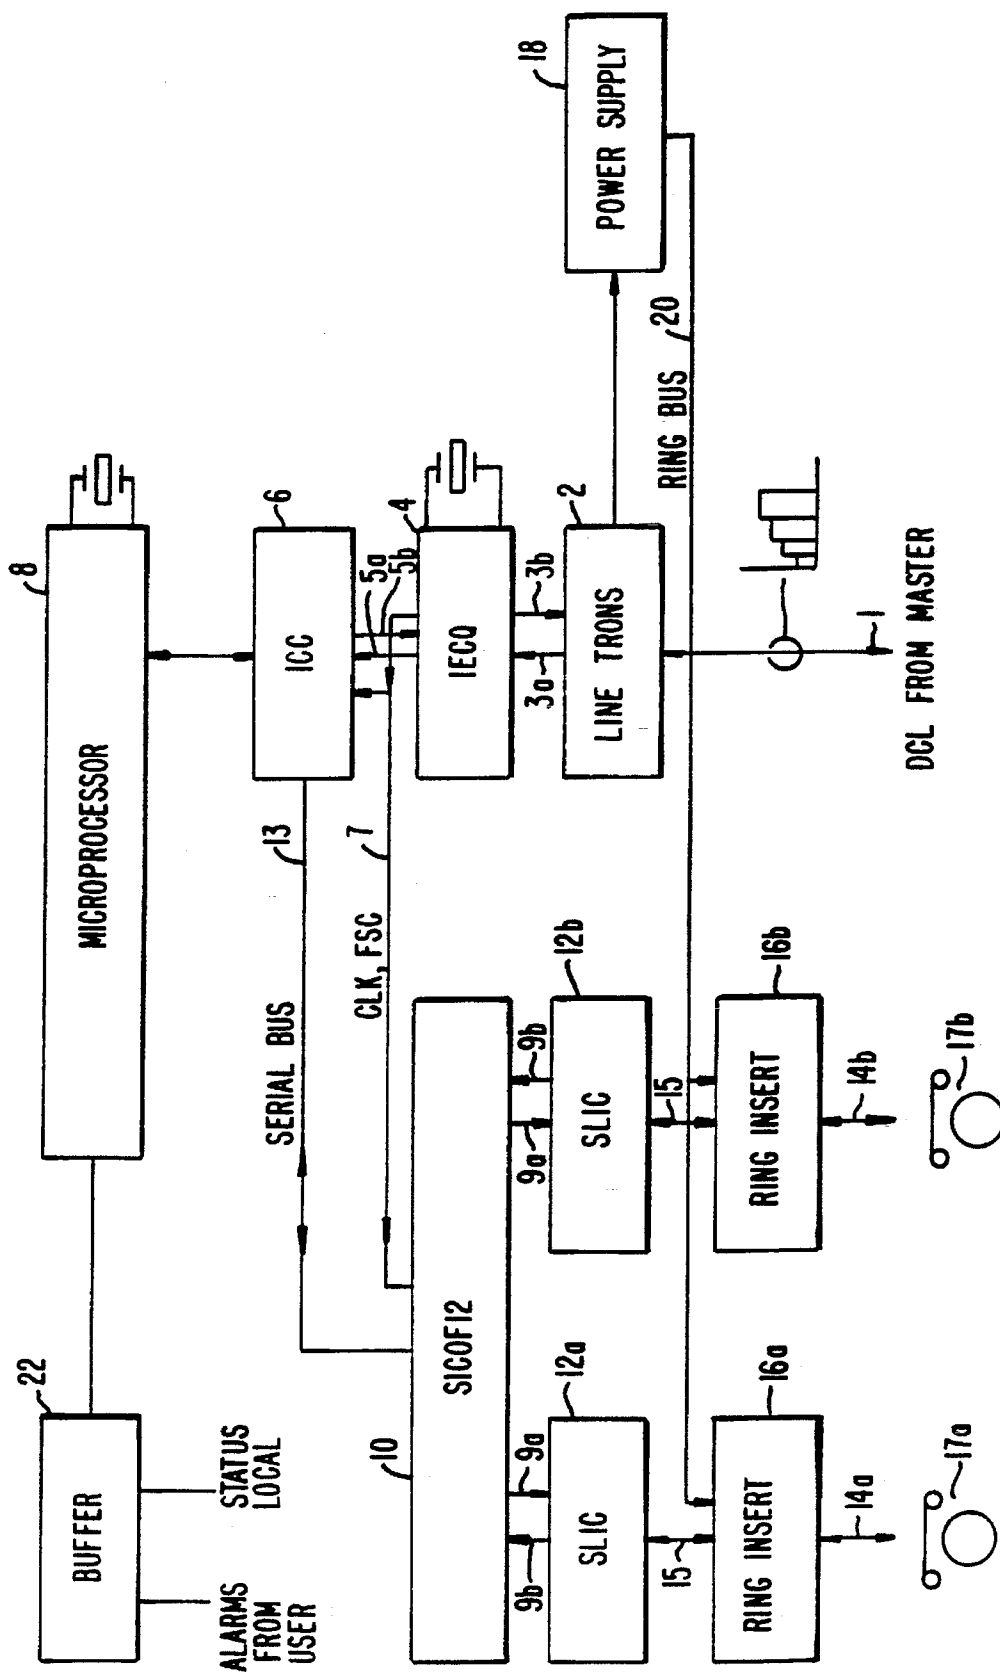 BUFFER
22
ALARMS
FROM
USER
STATUS
LOCAL
MICROPROCESSOR
8
SERIAL BUS
13
CLK, FSC
7
ICC
6
5a
5b
IECQ
4
3a
3b
LINE TRONS
2
POWER SUPPLY
18
RING BUS
20
DCL FROM MASTER
1
SICOFI2
10
9b
9a
9a
9b
SLIC
12a
SLIC
12b
15
15
RING INSERT
16a
RING INSERT
16b
14a
14b
17a
17b